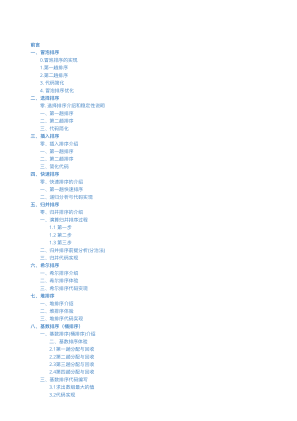 前言
一、冒泡排序
0.冒泡排序的实现
1.第一趟排序
2.第二趟排序
3.代码简化
4.冒泡排序优化
二、选择排序
零.选择排序介绍和稳定性说明
一、第一趟排序
二、第二趟排序
三、代码简化
三、插入排序
零、插入排序介绍
一、第一趟排序
二、第二趟排序
三、简化代码
四、快速排序
零、快速排序的介绍
一、第一趟快速排序
二、递归分析与代码实现
五、归并排序
零、归并排序的介绍
一、演算归并排序过程
1.1 第一步
1.2 第二步
1.3 第三步
二、归并排序前提分析(分治法)
三、归并代码实现
六、希尔排序
一、希尔排序介绍
二、希尔排序体验
三、希尔排序代码实现
七、堆排序
一、堆排序介绍
二、堆排序体验
三、堆排序代码实现
八、基数排序（桶排序）
一、基数排序(桶排序)介绍
二、基数排序体验
2.1第一趟分配与回收
2.2第二趟分配与回收
2.3第三趟分配与回收
2.4第四趟分配与回收
三、基数排序代码编写
3.1求出数组最大的值
3.2代码实现